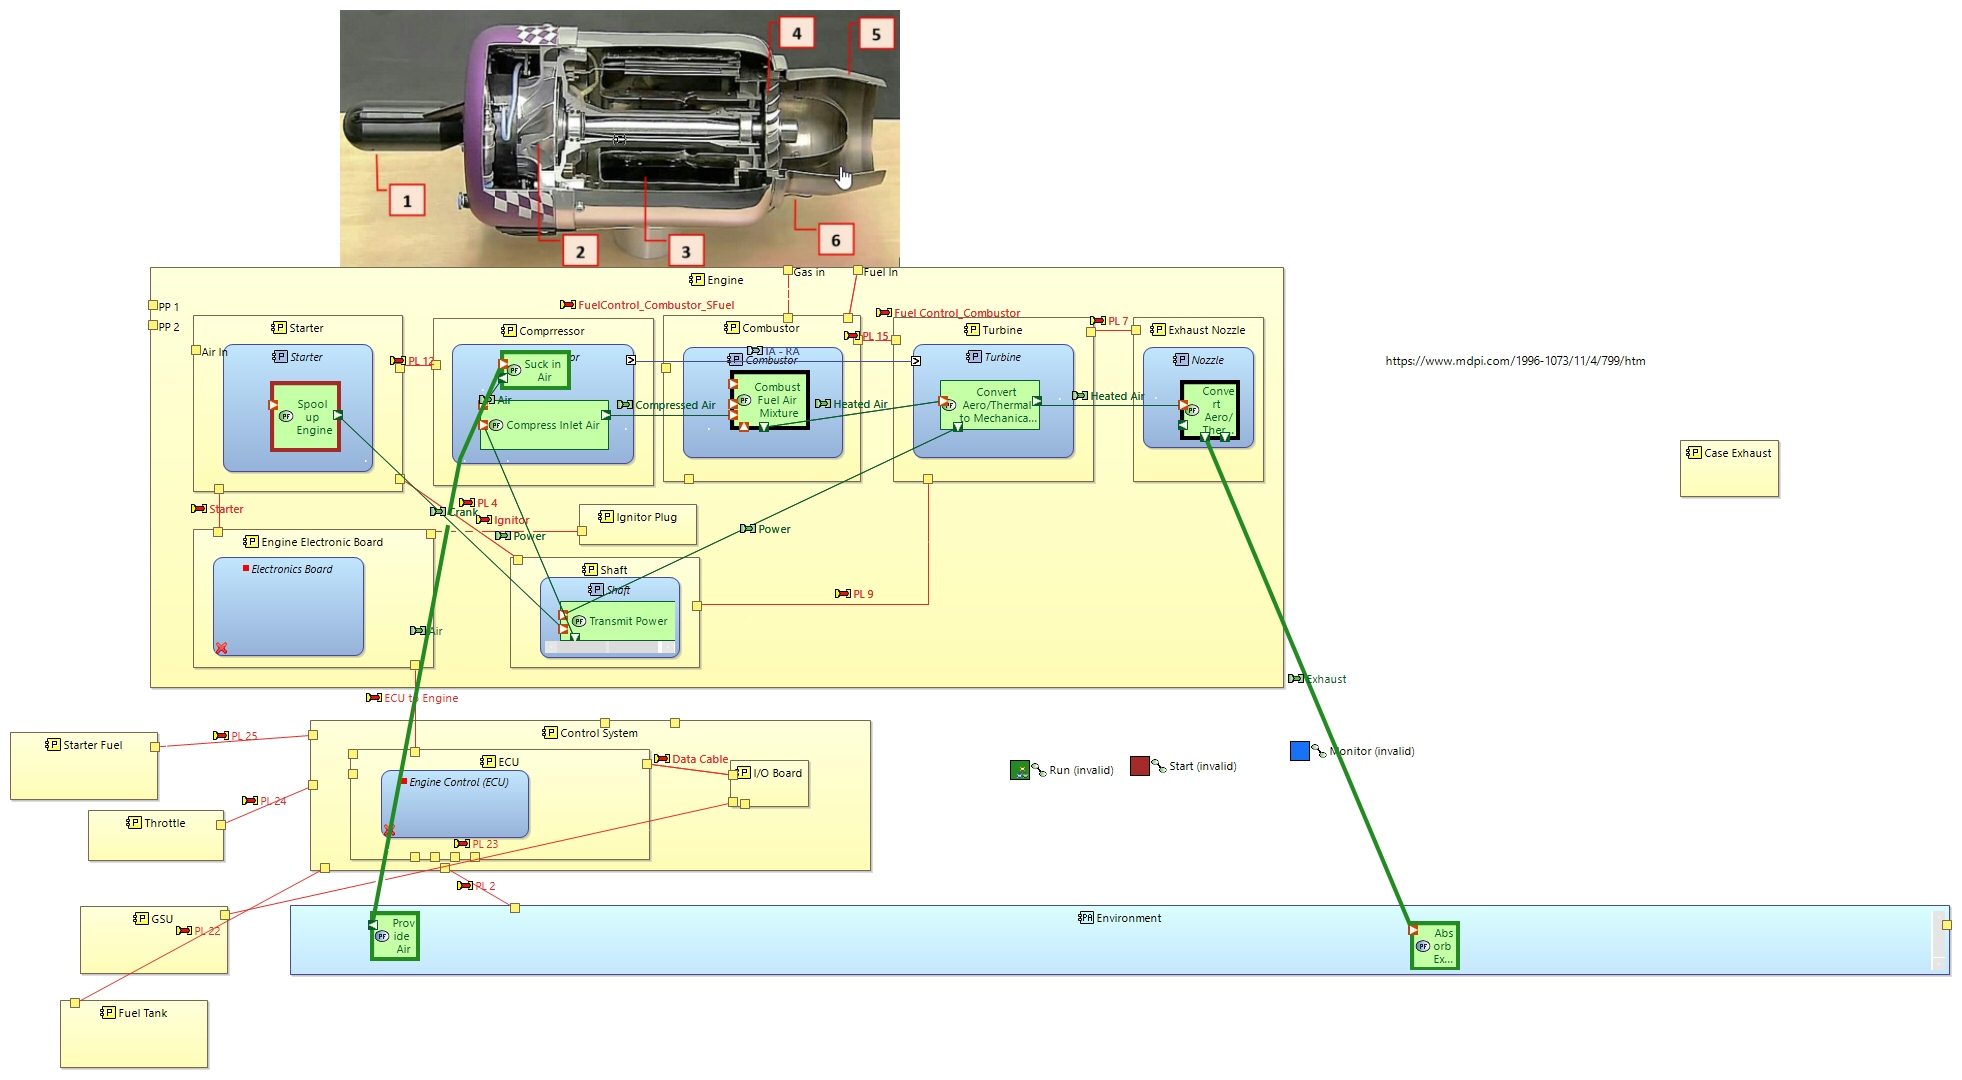 4
5
1
2
3
6
Engine
Gas in
Fuel In
PP 1
PP 2
FuelControl_Combustor_SFuel
Fuel Control_Combustor
PL 7
PL 15
PL 12
Starter
Air In
Starter
Spool
up
Engine
Comprressor
or
Suck in
Air
Air
Compress Inlet Air
Compressed Air
Combustor
IA - RA
Combustor
Combust
Fuel Air
Mixture
Heated Air
Turbine
Turbine
Convert
Aero/Thermal
to Mechanica...
Heated Air
Exhaust Nozzle
Nozzle
Conve
rt
Aero/
Ther...
https://www.mdpi.com/1996-1073/11/4/799/htm
Case Exhaust
Starter
PL 4
Crank
Ignitor
Power
Ignitor Plug
Power
Engine Electronic Board
Electronics Board
Air
Shaft
Shaft
Transmit Power
PL 9
Exhaust
ECU to Engine
Starter Fuel
PL 25
Control System
ECU
Engine Control (ECU)
Data Cable
I/O Board
PL 24
Throttle
PL 23
Run (invalid)
Start (invalid)
Monitor (invalid)
PL 2
GSU
PL 22
Environment
Prov
ide
Air
Abs
orb
Ex...
Fuel Tank